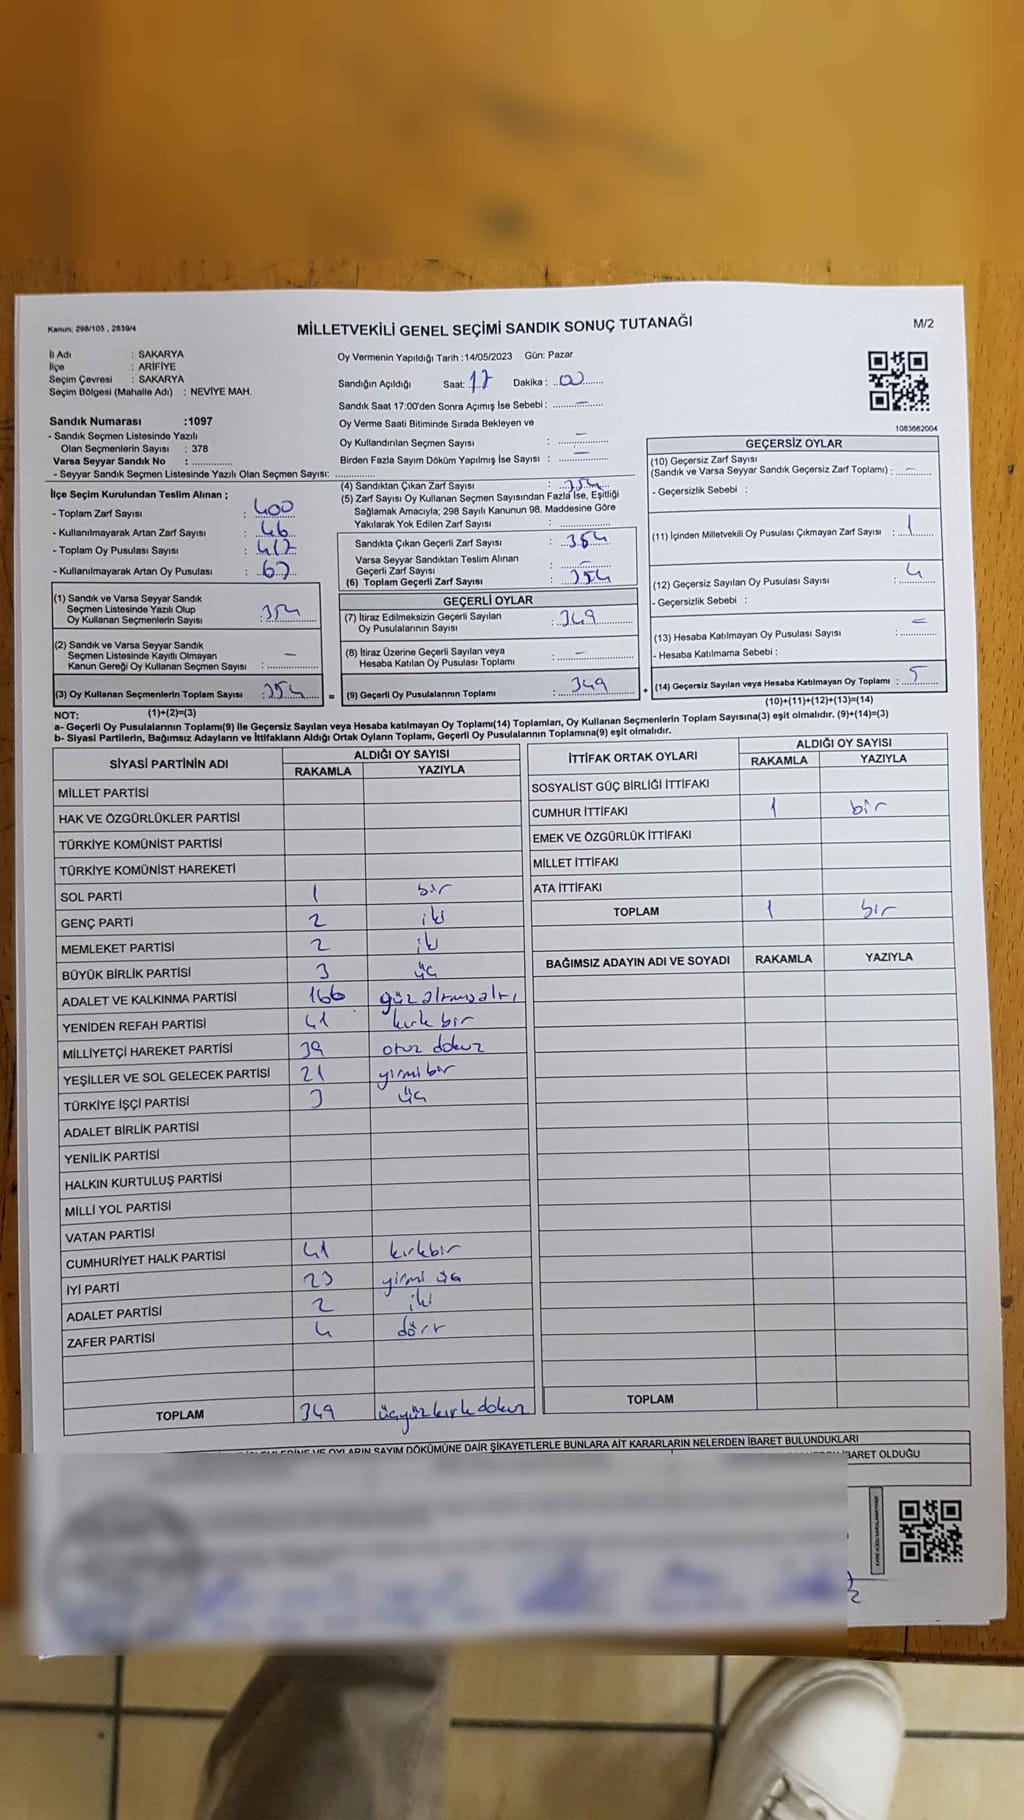 Kanun; 298/105 , 2839/4
MİLLETVEKİLİ GENEL SEÇİMİ SANDIK SONUÇ TUTANAĞI
M/2
İl Adı : SAKARYA
İlçe : ARİFİYE
Seçim Çevresi : SAKARYA
Seçim Bölgesi (Mahalle Adı) : NEVİYE MAH.
Oy Vermenin Yapıldığı Tarih :14/05/2023 Gün: Pazar
Sandığın Açıldığı Saat: 17 Dakika : 00
Sandık Saat 17:00'den Sonra Açımış İse Sebebi : —
Oy Verme Saati Bitiminde Sırada Bekleyen ve
Oy Kullandırılan Seçmen Sayısı : —
Birden Fazla Sayım Döküm Yapılmış İse Sayısı : —
1083662004
Sandık Numarası :1097
- Sandık Seçmen Listesinde Yazılı
Olan Seçmenlerin Sayısı : 378
Varsa Seyyar Sandık No :
- Seyyar Sandık Seçmen Listesinde Yazılı Olan Seçmen Sayısı:
İlçe Seçim Kurulundan Teslim Alınan ;
- Toplam Zarf Sayısı : 400
- Kullanılmayarak Artan Zarf Sayısı : 46
- Toplam Oy Pusulası Sayısı : 417
- Kullanılmayarak Artan Oy Pusulası : 63
(1) Sandık ve Varsa Seyyar Sandık
Seçmen Listesinde Yazılı Olup
Oy Kullanan Seçmenlerin Sayısı : 354
(2) Sandık ve Varsa Seyyar Sandık
Seçmen Listesinde Kayıtlı Olmayan
Kanun Gereği Oy Kullanan Seçmen Sayısı : —
(3) Oy Kullanan Seçmenlerin Toplam Sayısı : 354
(1)+(2)=(3)
(4) Sandıktan Çıkan Zarf Sayısı : 354
(5) Zarf Sayısı Oy Kullanan Seçmen Sayısından Fazla İse, Eşitliği
Sağlamak Amacıyla; 298 Sayılı Kanunun 98. Maddesine Göre
Yakılarak Yok Edilen Zarf Sayısı :
Sandıkta Çıkan Geçerli Zarf Sayısı : 354
Varsa Seyyar Sandıktan Teslim Alınan
Geçerli Zarf Sayısı : —
(6) Toplam Geçerli Zarf Sayısı : 354
GEÇERLİ OYLAR
(7) İtiraz Edilmeksizin Geçerli Sayılan
Oy Pusulalarının Sayısı : 349
(8) İtiraz Üzerine Geçerli Sayılan veya
Hesaba Katılan Oy Pusulası Toplamı : —
= (9) Geçerli Oy Pusulalarının Toplamı : 349
GEÇERSİZ OYLAR
(10) Geçersiz Zarf Sayısı
(Sandık ve Varsa Seyyar Sandık Geçersiz Zarf Toplamı) : —
- Geçersizlik Sebebi :
(11) İçinden Milletvekili Oy Pusulası Çıkmayan Zarf Sayısı : 1
(12) Geçersiz Sayılan Oy Pusulası Sayısı : 4
- Geçersizlik Sebebi :
(13) Hesaba Katılmayan Oy Pusulası Sayısı : =
- Hesaba Katılmama Sebebi :
+ (14) Geçersiz Sayılan veya Hesaba Katılmayan Oy Toplamı : 5
(10)+(11)+(12)+(13)=(14)
NOT:
a- Geçerli Oy Pusulalarının Toplamı(9) ile Geçersiz Sayılan veya Hesaba katılmayan Oy Toplamı(14) Toplamları, Oy Kullanan Seçmenlerin Toplam Sayısına(3) eşit olmalıdır. (9)+(14)=(3)
b- Siyasi Partilerin, Bağımsız Adayların ve İttifakların Aldığı Ortak Oyların Toplamı, Geçerli Oy Pusulalarının Toplamına(9) eşit olmalıdır.
SİYASİ PARTİNİN ADI ALDIĞI OY SAYISI
RAKAMLA YAZIYLA
MİLLET PARTİSİ
HAK VE ÖZGÜRLÜKLER PARTİSİ
TÜRKİYE KOMÜNİST PARTİSİ
TÜRKİYE KOMÜNİST HAREKETİ
SOL PARTİ 1 bir
GENÇ PARTİ 2 iki
MEMLEKET PARTİSİ 2 iki
BÜYÜK BİRLİK PARTİSİ 3 üç
ADALET VE KALKINMA PARTİSİ 166 yüz altmışaltı
YENİDEN REFAH PARTİSİ 41 kırk bir
MİLLİYETÇİ HAREKET PARTİSİ 39 otuz dokuz
YEŞİLLER VE SOL GELECEK PARTİSİ 21 yirmi bir
TÜRKİYE İŞÇİ PARTİSİ 3 üç
ADALET BİRLİK PARTİSİ
YENİLİK PARTİSİ
HALKIN KURTULUŞ PARTİSİ
MİLLİ YOL PARTİSİ
VATAN PARTİSİ
CUMHURİYET HALK PARTİSİ 41 kırkbir
İYİ PARTİ 23 yirmi üç
ADALET PARTİSİ 2 iki
ZAFER PARTİSİ 4 dört
TOPLAM 349 üçyüzkırkdokuz
İTTİFAK ORTAK OYLARI ALDIĞI OY SAYISI
RAKAMLA YAZIYLA
SOSYALİST GÜÇ BİRLİĞİ İTTİFAKI
CUMHUR İTTİFAKI 1 bir
EMEK VE ÖZGÜRLÜK İTTİFAKI
MİLLET İTTİFAKI
ATA İTTİFAKI
TOPLAM 1 bir
BAĞIMSIZ ADAYIN ADI VE SOYADI RAKAMLA YAZIYLA
TOPLAM
OYLARIN SAYIM DÖKÜMÜNE DAİR ŞİKAYETLERLE BUNLARA AİT KARARLARIN NELERDEN İBARET BULUNDUKLARI
İBARET OLDUĞU